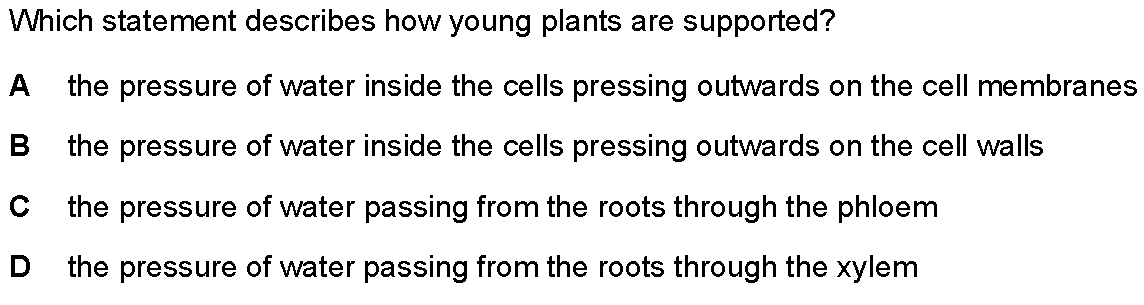 Which statement describes how young plants are supported?
A the pressure of water inside the cells pressing outwards on the cell membranes
B the pressure of water inside the cells pressing outwards on the cell walls
C the pressure of water passing from the roots through the phloem
D the pressure of water passing from the roots through the xylem